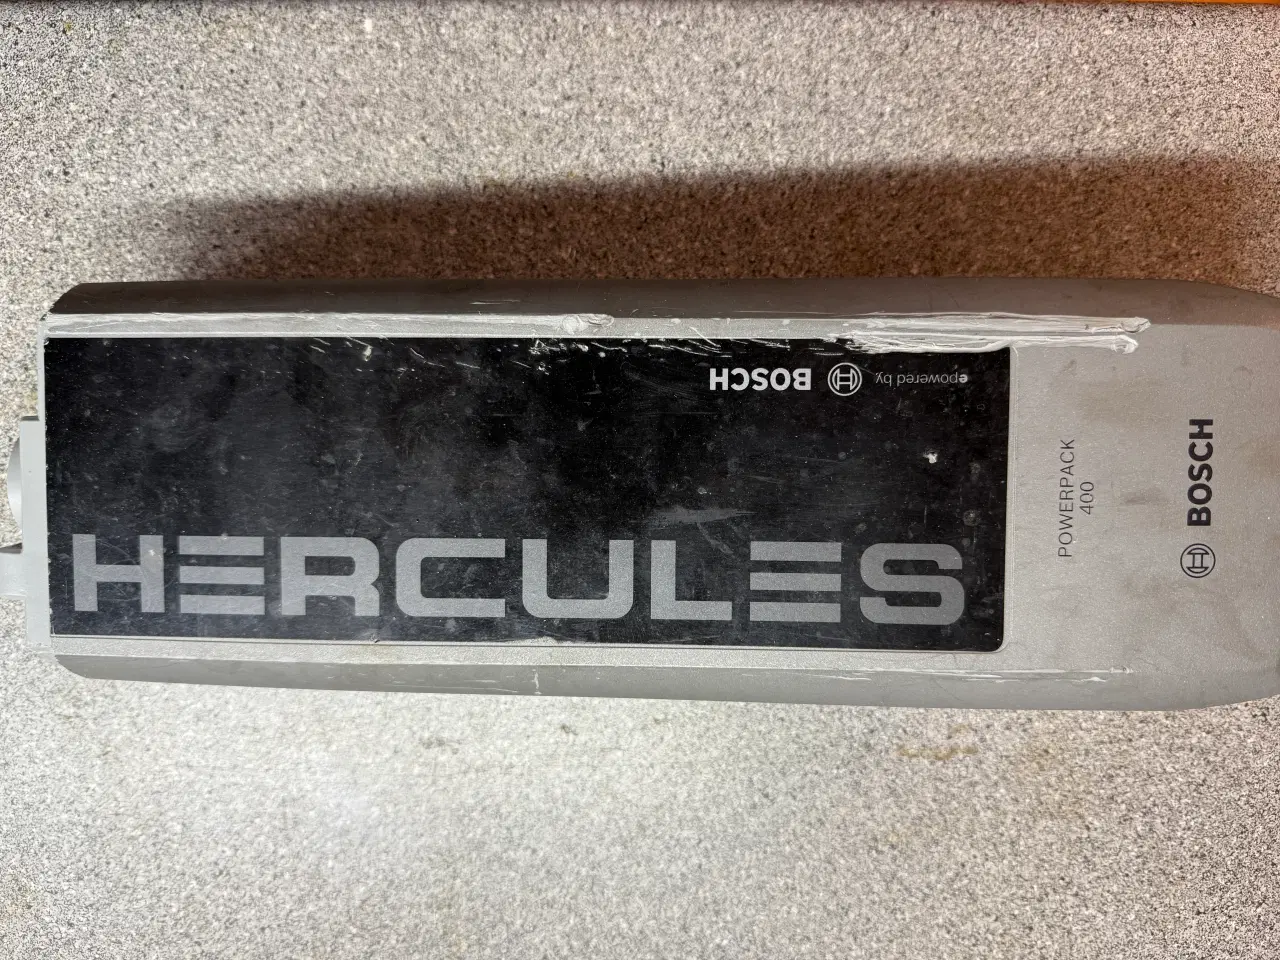 HERCULES
epowered by
BOSCH
POWERPACK
400
BOSCH